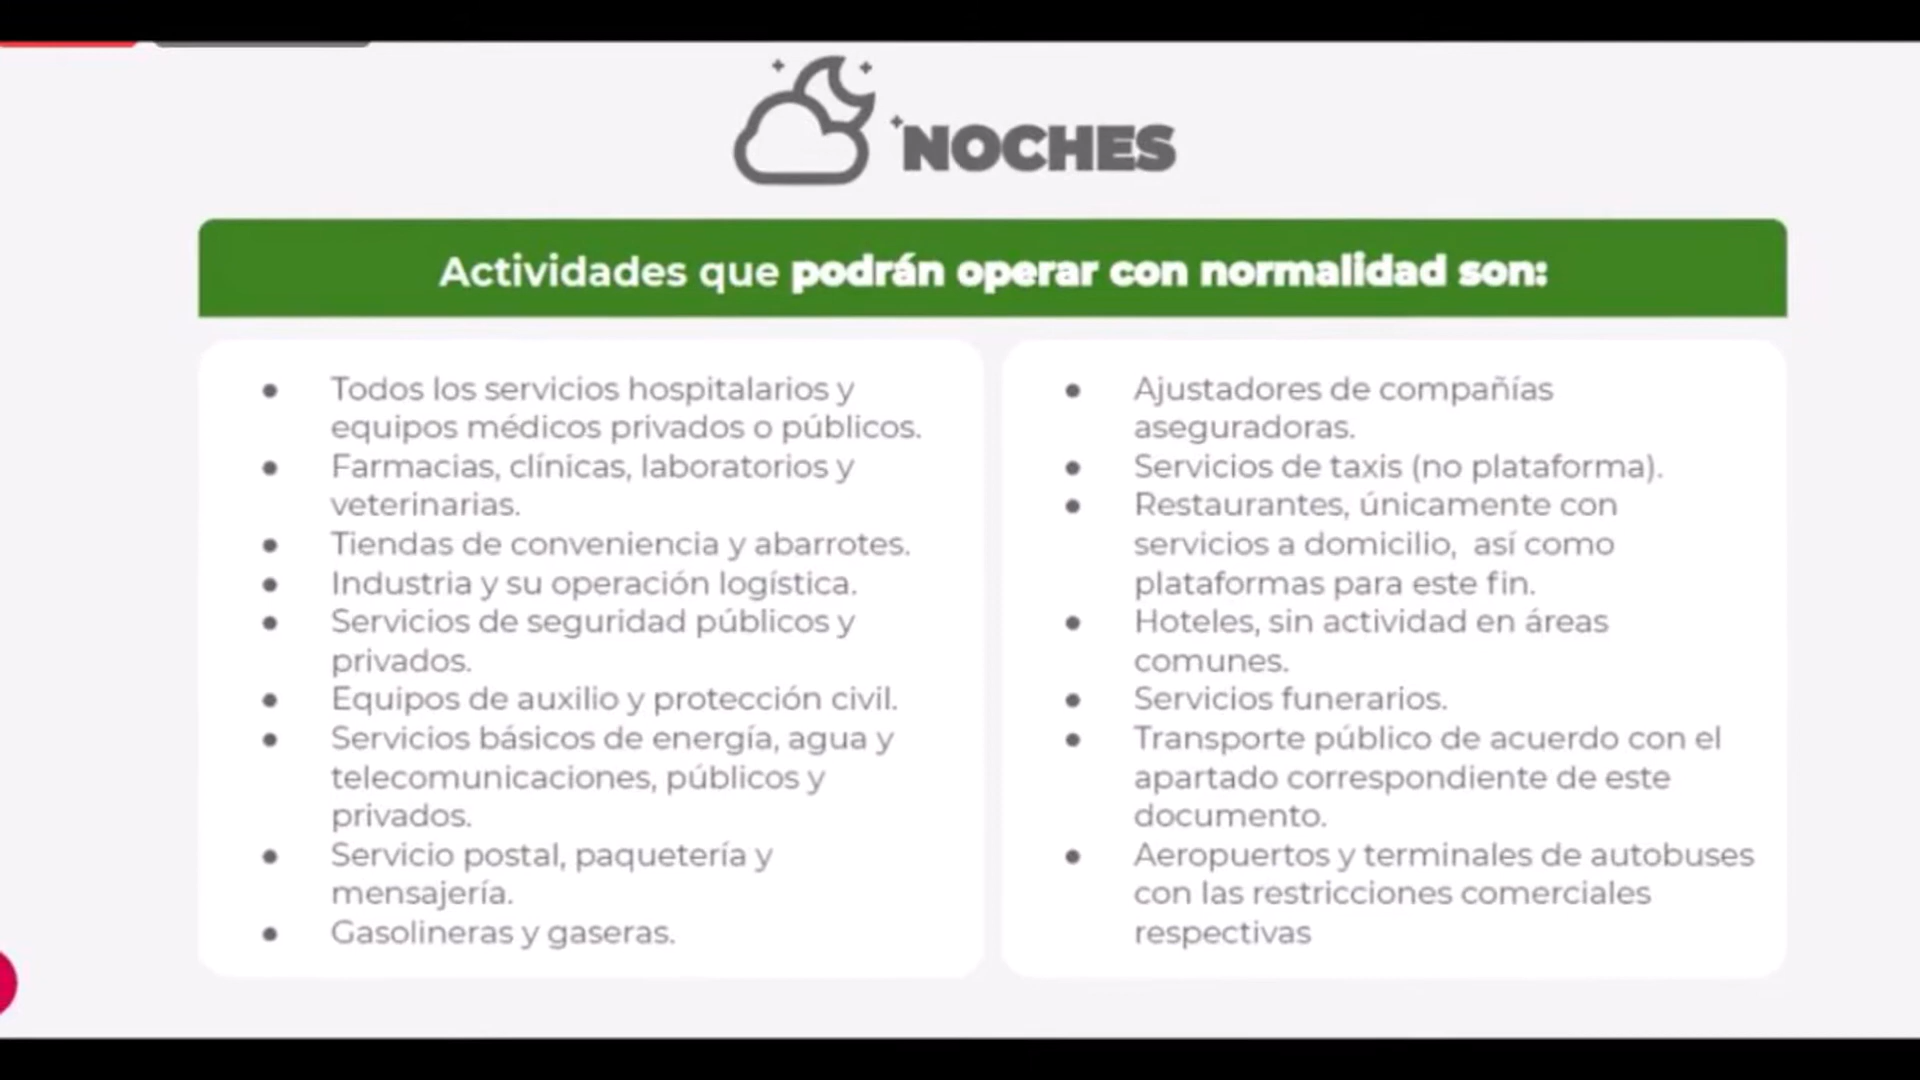 NOCHES
Actividades que podrán operar con normalidad son:
● Todos los servicios hospitalarios y
equipos médicos privados o públicos.
● Farmacias, clínicas, laboratorios y
veterinarias.
● Tiendas de conveniencia y abarrotes.
● Industria y su operación logística.
● Servicios de seguridad públicos y
privados.
● Equipos de auxilio y protección civil.
● Servicios básicos de energía, agua y
telecomunicaciones, públicos y
privados.
● Servicio postal, paquetería y
mensajería.
● Gasolineras y gaseras.
● Ajustadores de compañías
aseguradoras.
● Servicios de taxis (no plataforma).
● Restaurantes, únicamente con
servicios a domicilio, así como
plataformas para este fin.
● Hoteles, sin actividad en áreas
comunes.
● Servicios funerarios.
● Transporte público de acuerdo con el
apartado correspondiente de este
documento.
● Aeropuertos y terminales de autobuses
con las restricciones comerciales
respectivas